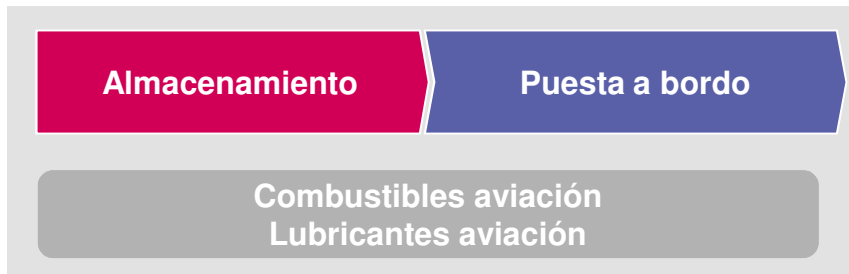 Almacenamiento
Puesta a bordo
Combustibles aviación
Lubricantes aviación